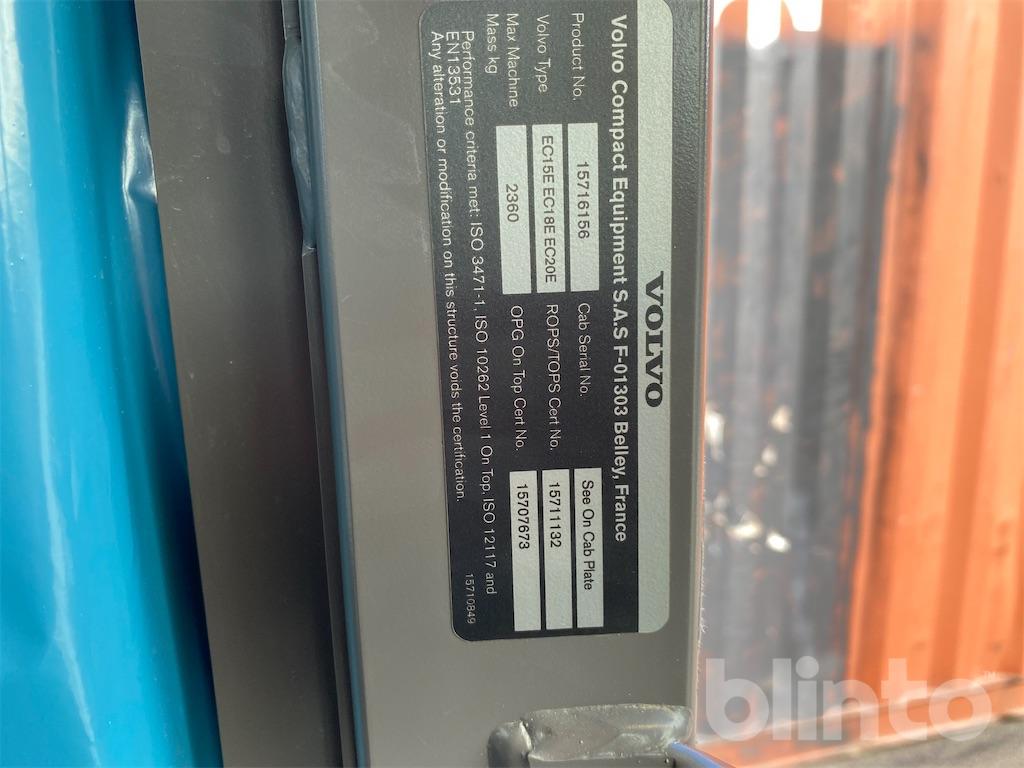 VOLVO
Volvo Compact Equipment S.A.S F-01303 Belley, France
Product No. 15716156 Cab Serial No. See On Cab Plate
Volvo Type EC15E EC18E EC20E ROPS/TOPS Cert No. 15711132
Max Machine Mass kg 2360 OPG On Top Cert No. 15707673
Performance criteria met: ISO 3471-1, ISO 10262 Level 1 On Top, ISO 12117 and
EN13531
Any alteration or modification on this structure voids the certification.
15710849
blinto™